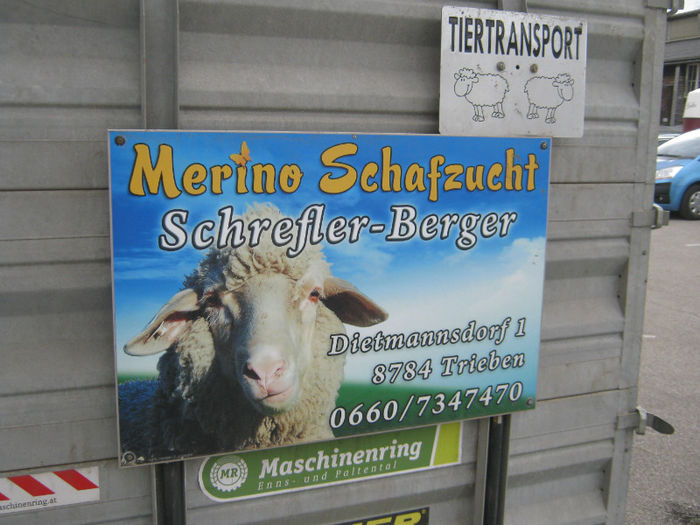 TIERTRANSPORT
Merino Schafzucht
Schrefler-Berger
Dietmannsdorf 1
8784 Trieben
0660/7347470
MR
Maschinenring
Enns- und Paltental
aschinenring.at